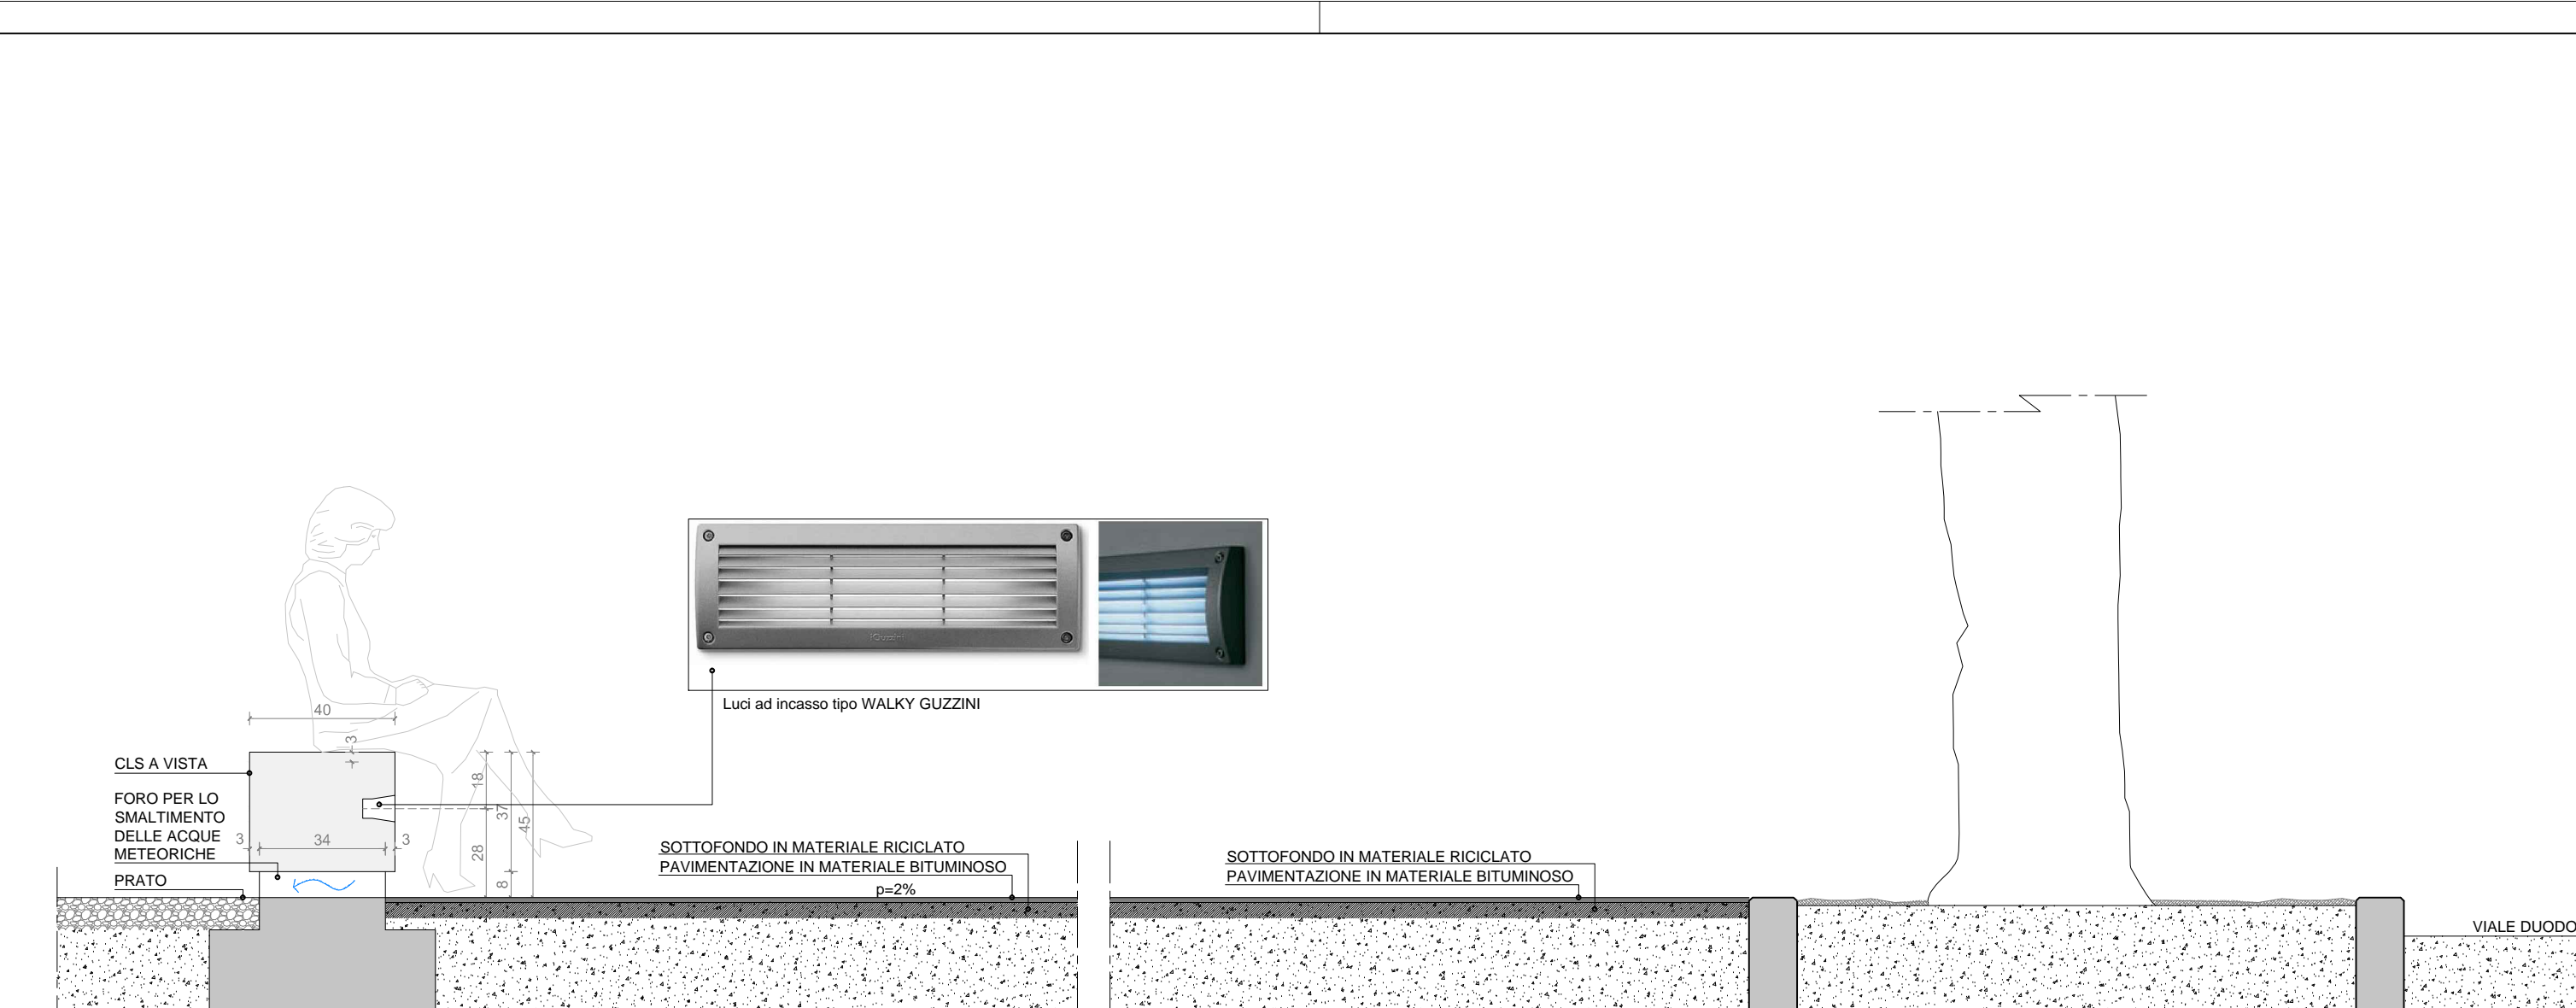 iGuzzini
Luci ad incasso tipo WALKY GUZZINI
40
3
CLS A VISTA
18
FORO PER LO
SMALTIMENTO
DELLE ACQUE
METEORICHE
37
45
3
34
3
28
8
PRATO
SOTTOFONDO IN MATERIALE RICICLATO
PAVIMENTAZIONE IN MATERIALE BITUMINOSO
p=2%
SOTTOFONDO IN MATERIALE RICICLATO
PAVIMENTAZIONE IN MATERIALE BITUMINOSO
VIALE DUODO